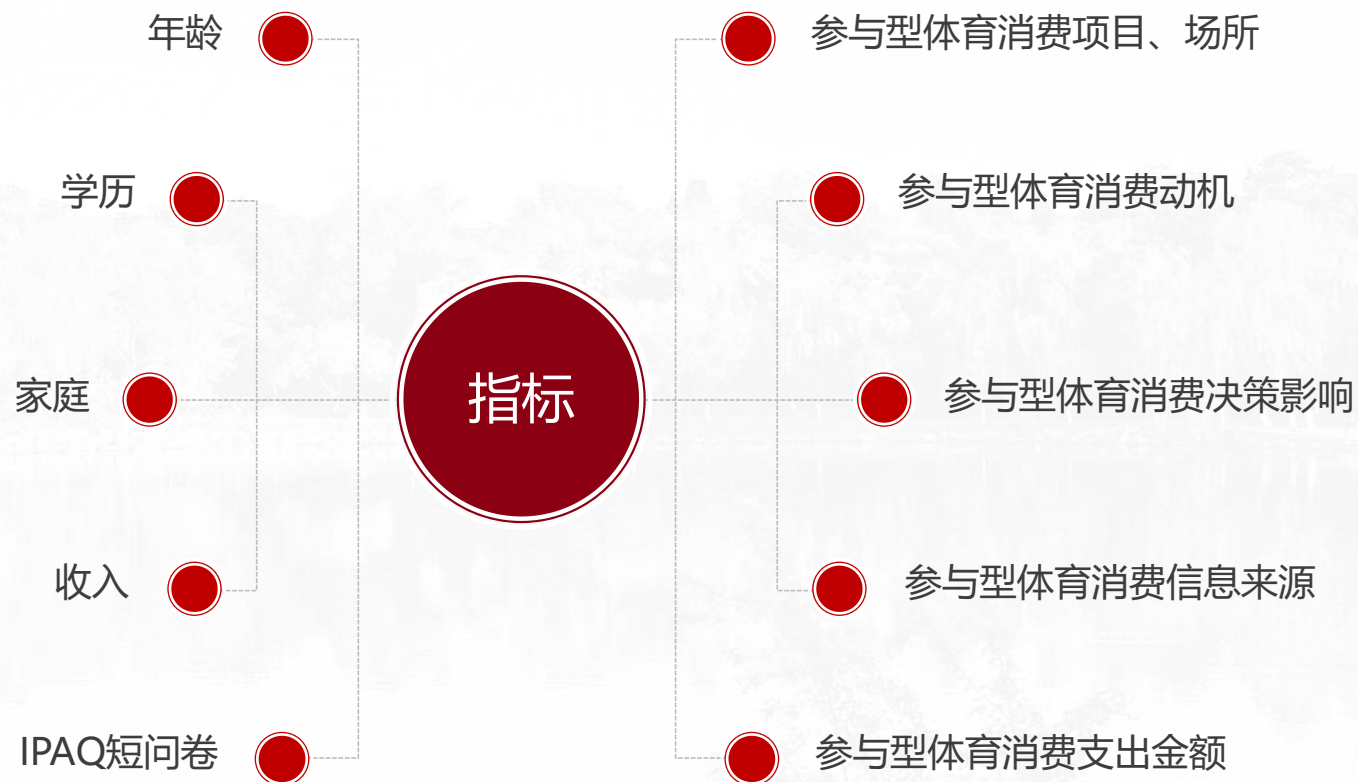 年龄
学历
家庭
收入
IPAQ短问卷
指标
参与型体育消费项目、场所
参与型体育消费动机
参与型体育消费决策影响
参与型体育消费信息来源
参与型体育消费支出金额